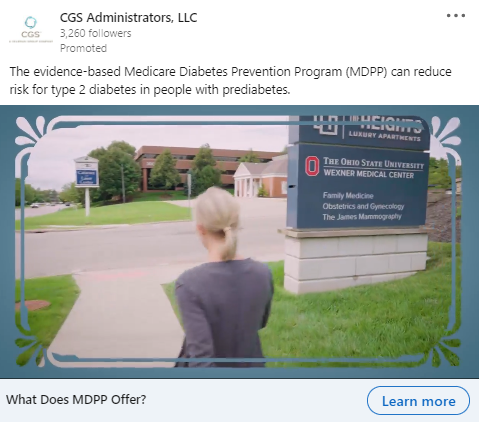 CGS
CGS Administrators, LLC
3,260 followers
Promoted
The evidence-based Medicare Diabetes Prevention Program (MDPP) can reduce
risk for type 2 diabetes in people with prediabetes.
THE HEIGHTS
LUXURY APARTMENTS
THE OHIO STATE UNIVERSITY
WEXNER MEDICAL CENTER
Family Medicine
Obstetrics and Gynecology
The James Mammography
CGS
What Does MDPP Offer?
Learn more